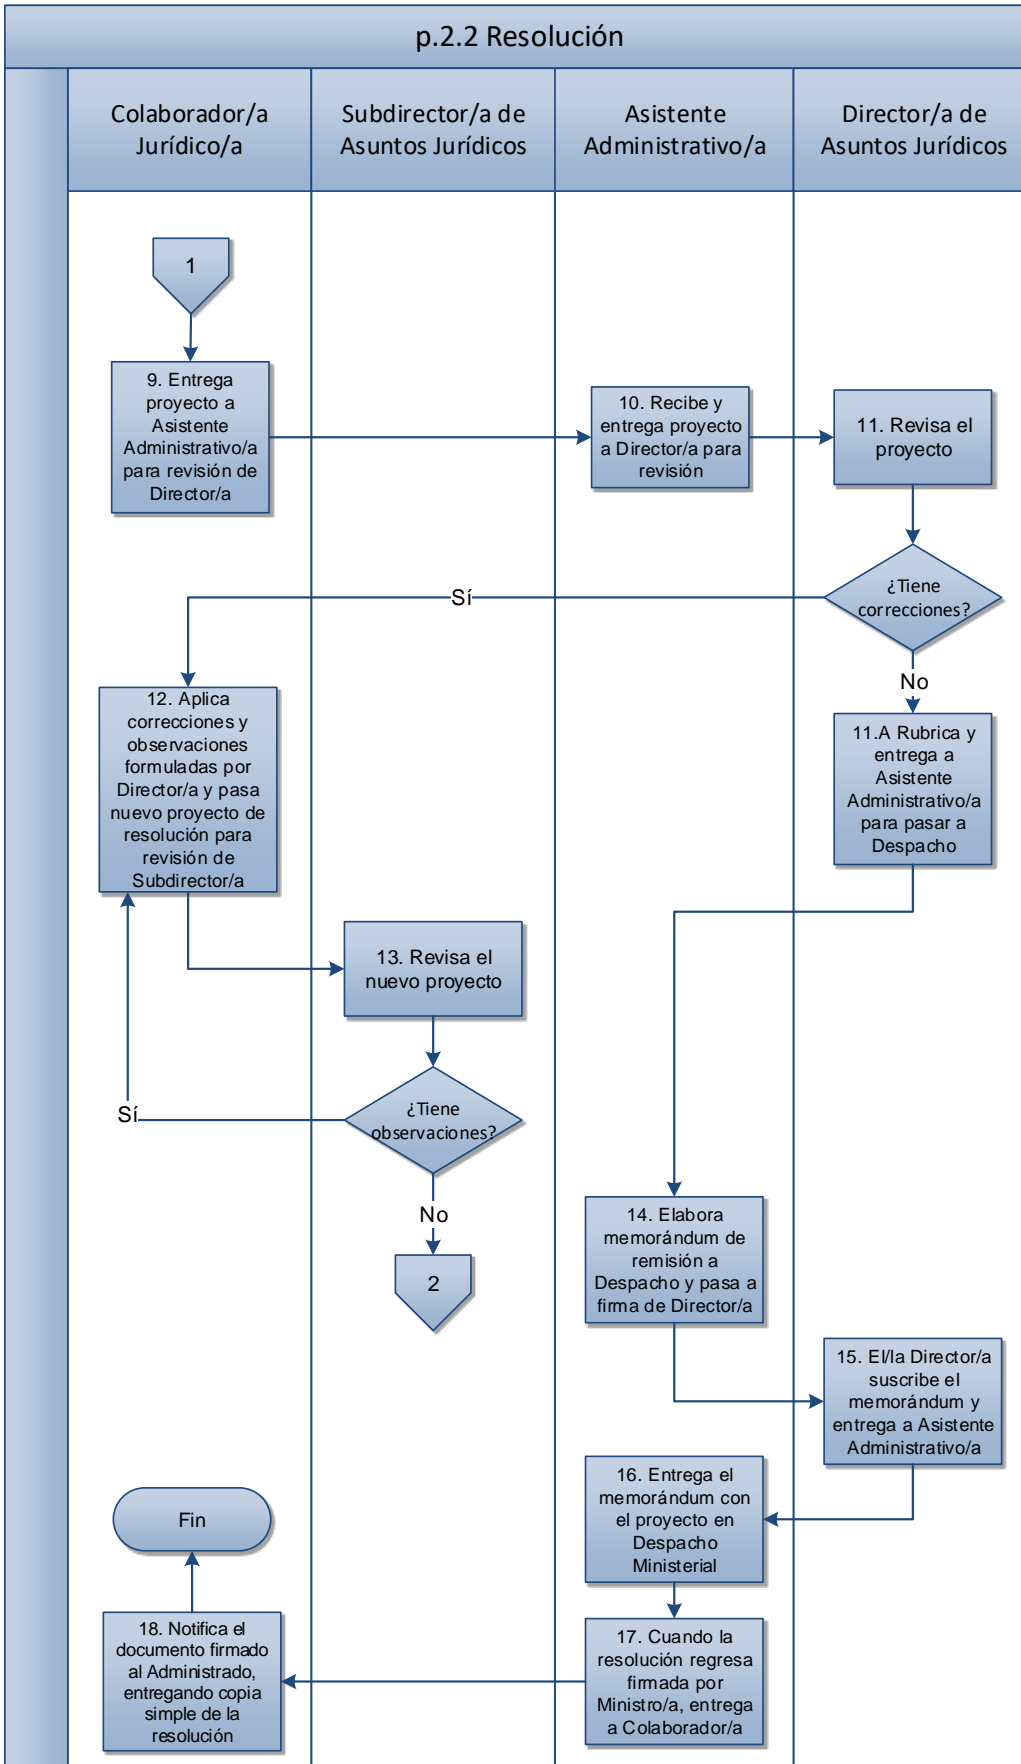 p.2.2 Resolución
Colaborador/a
Jurídico/a
Subdirector/a de
Asuntos Jurídicos
Asistente
Administrativo/a
Director/a de
Asuntos Jurídicos
1
9. Entrega
proyecto a
Asistente
Administrativo/a
para revisión de
Director/a
10. Recibe y
entrega proyecto
a Director/a para
revisión
11. Revisa el
proyecto
¿Tiene
correcciones?
Sí
No
12. Aplica
correcciones y
observaciones
formuladas por
Director/a y pasa
nuevo proyecto de
resolución para
revisión de
Subdirector/a
11.A Rubrica y
entrega a
Asistente
Administrativo/a
para pasar a
Despacho
13. Revisa el
nuevo proyecto
¿Tiene
observaciones?
Sí
No
2
14. Elabora
memorándum de
remisión a
Despacho y pasa a
firma de Director/a
15. El/la Director/a
suscribe el
memorándum y
entrega a Asistente
Administrativo/a
16. Entrega el
memorándum con
el proyecto en
Despacho
Ministerial
17. Cuando la
resolución regresa
firmada por
Ministro/a, entrega
a Colaborador/a
18. Notifica el
documento firmado
al Administrado,
entregando copia
simple de la
resolución
Fin